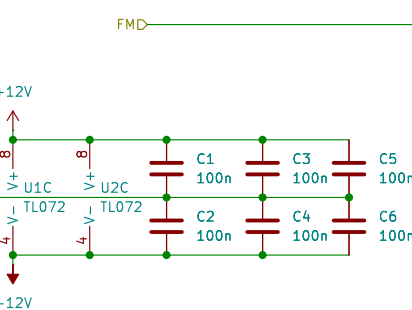 FM
+12V
8 8
C1 C3 C5
V+ V+
100n 100n 100n
U1C U2C
TL072 TL072
V- V-
C2 C4 C6
100n 100n 100n
4 4
-12V